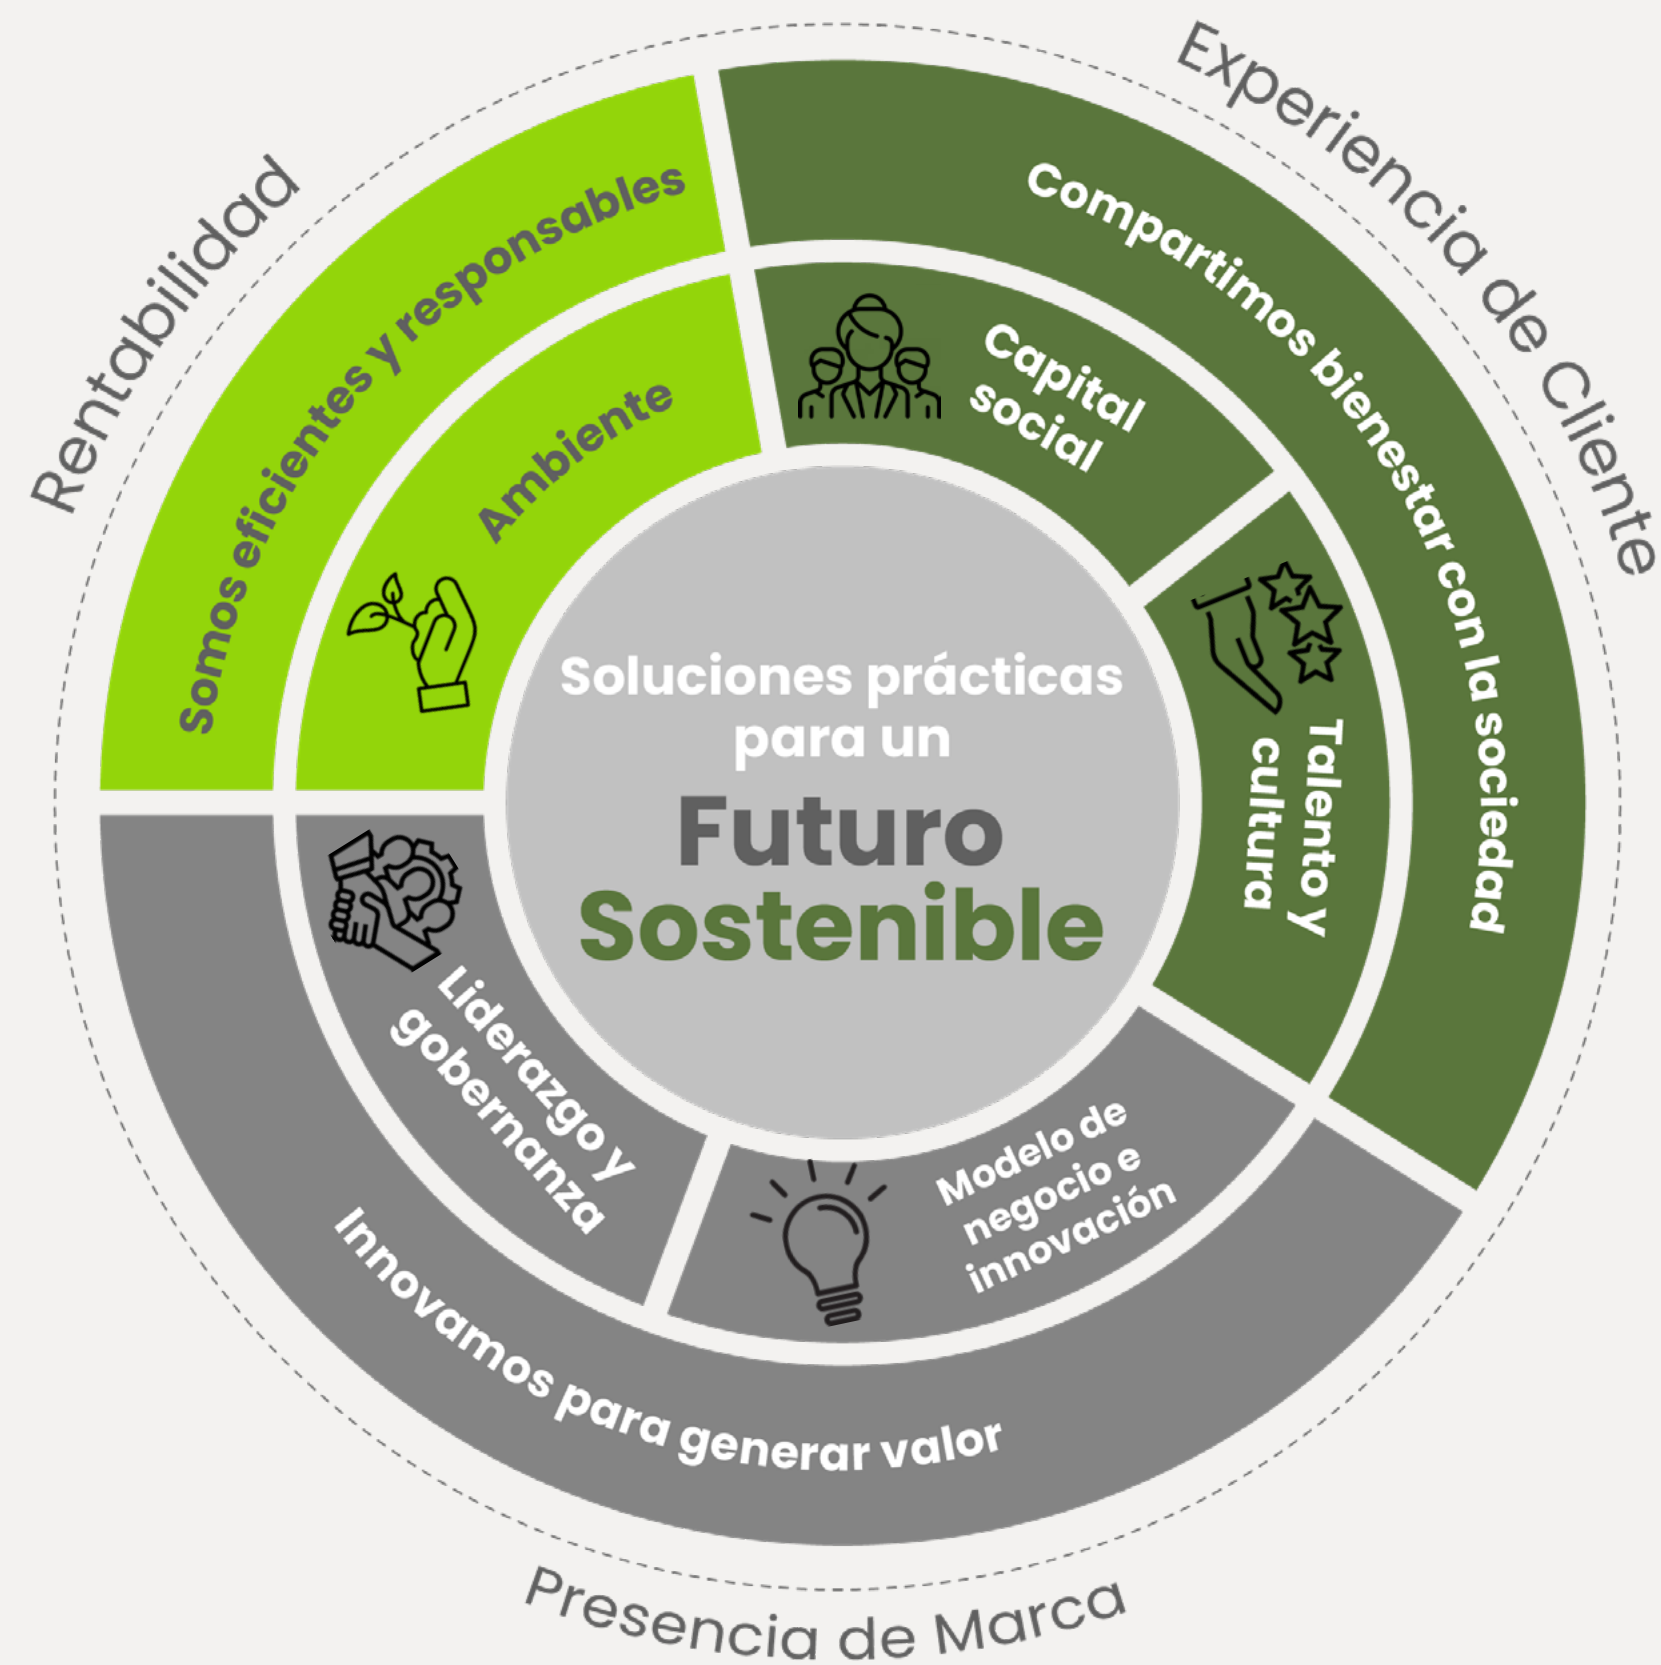 Rentabilidad
Experiencia de Cliente
Somos eficientes y responsables
Compartimos bienestar con la sociedad
Ambiente
Capital
social
Talento y
cultura
Soluciones prácticas
para un
Futuro
Sostenible
Liderazgo y
gobernanza
Modelo de
negocio e
innovación
Innovamos para generar valor
Presencia de Marca